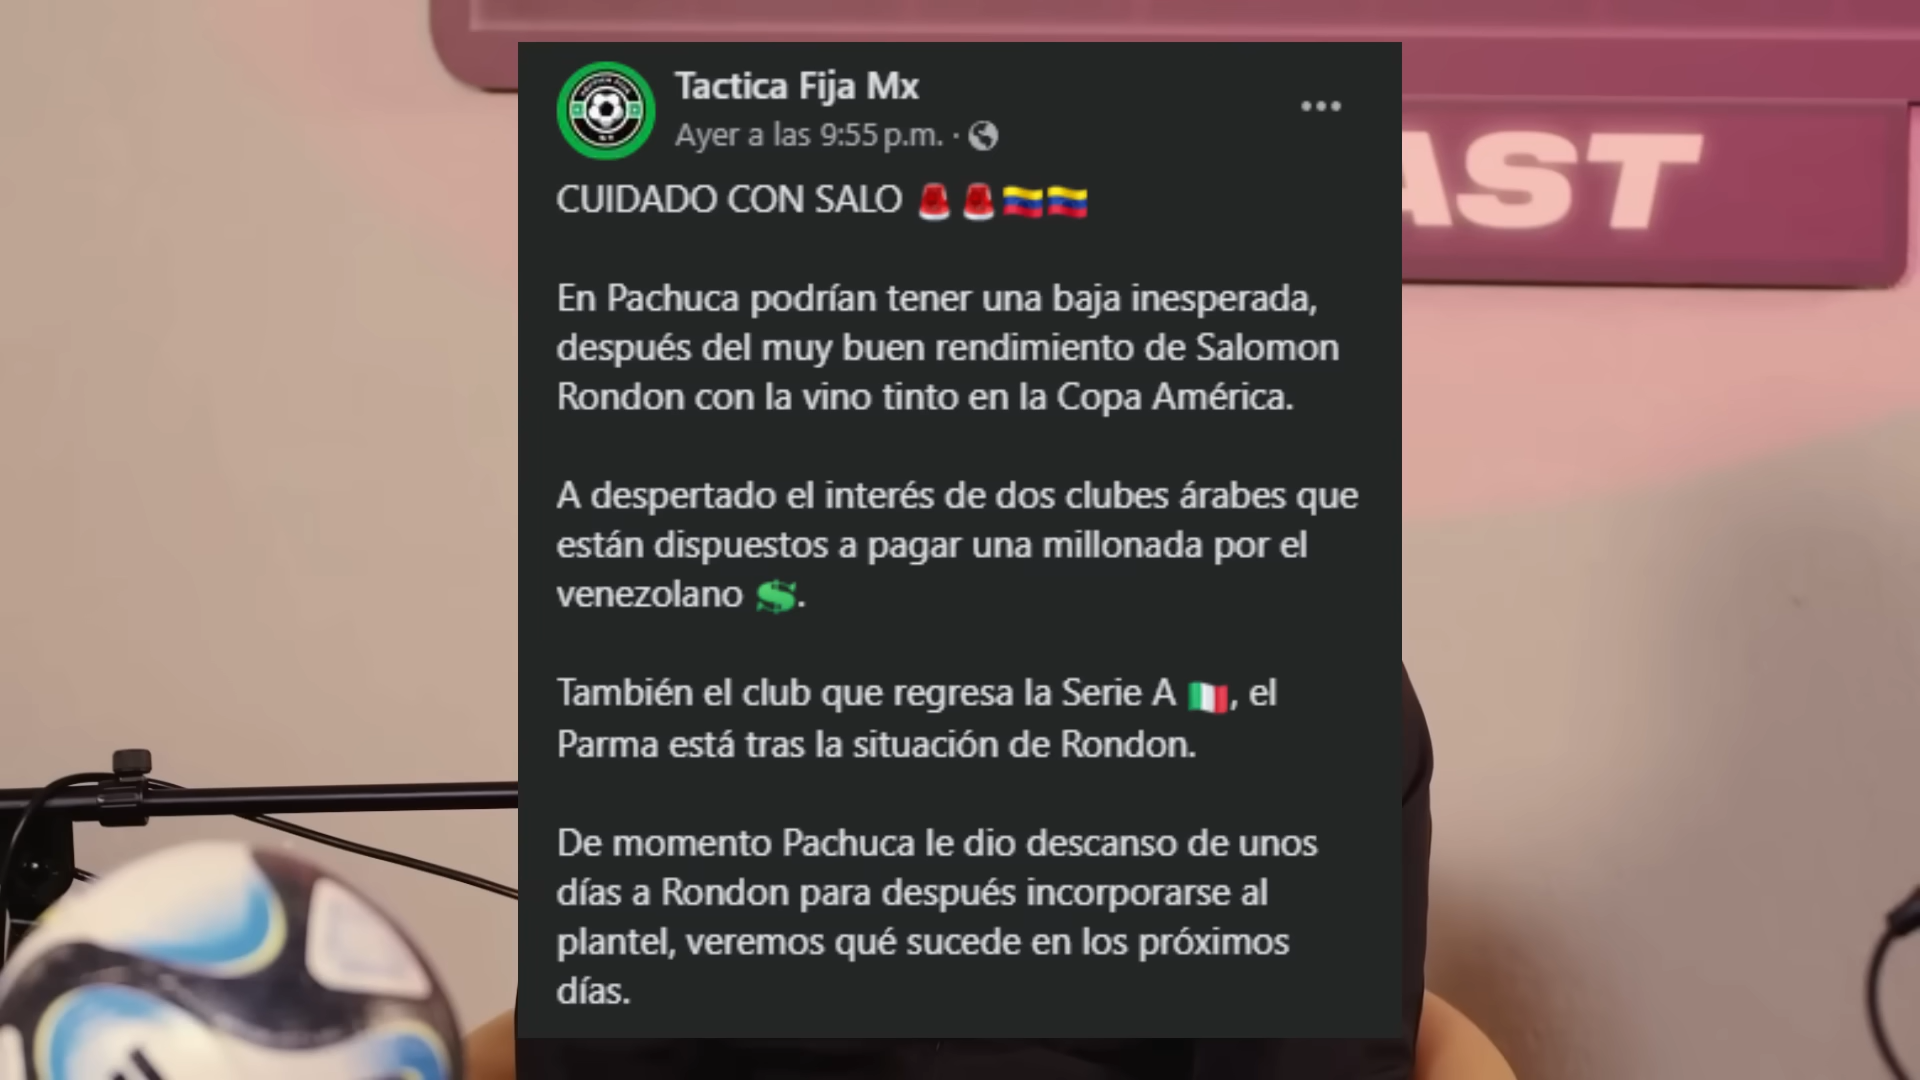 Tactica Fija Mx
Ayer a las 9:55 p.m. ·
AST
CUIDADO CON SALO 🚨 🚨🇻🇪🇻🇪
En Pachuca podrían tener una baja inesperada,
después del muy buen rendimiento de Salomon
Rondon con la vino tinto en la Copa América.
A despertado el interés de dos clubes árabes que
están dispuestos a pagar una millonada por el
venezolano 💲.
También el club que regresa la Serie A 🇮🇹, el
Parma está tras la situación de Rondon.
De momento Pachuca le dio descanso de unos
días a Rondon para después incorporarse al
plantel, veremos qué sucede en los próximos
días.